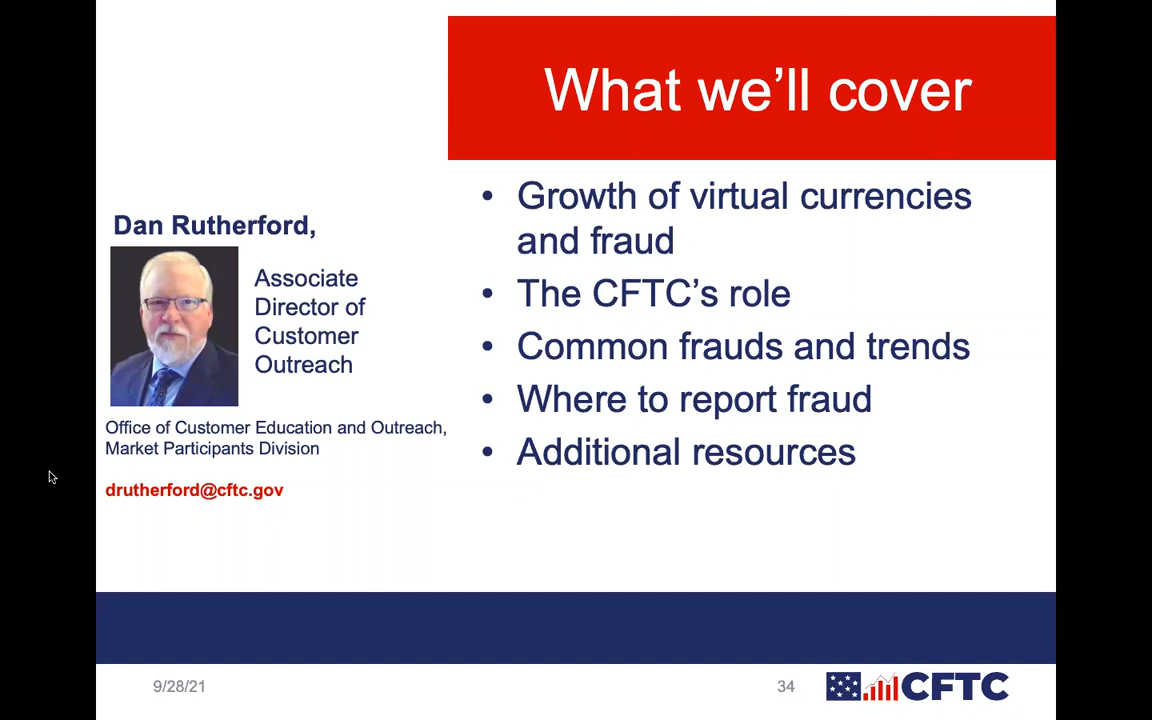 What we'll cover
Dan Rutherford,
Associate
Director of
Customer
Outreach
Office of Customer Education and Outreach,
Market Participants Division
drutherford@cftc.gov
• Growth of virtual currencies
and fraud
• The CFTC's role
• Common frauds and trends
• Where to report fraud
• Additional resources
9/28/21
34
CFTC